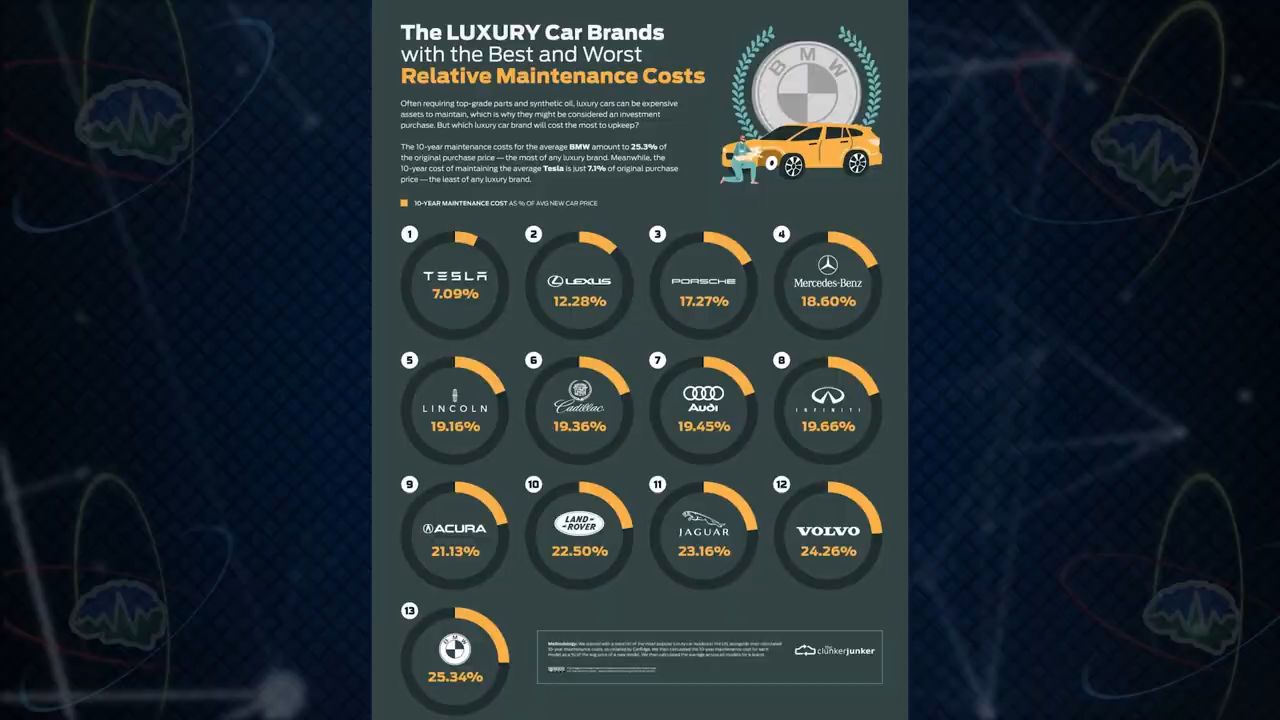 The LUXURY Car Brands
with the Best and Worst
Relative Maintenance Costs
Often requiring top-grade parts and synthetic oil, luxury cars can be expensive
assets to maintain, which is why they might be considered an investment
purchase. But which luxury car brand will cost the most to upkeep?
The 10-year maintenance costs for the average BMW amount to 25.3% of
the original purchase price — the most of any luxury brand. Meanwhile, the
10-year cost of maintaining the average Tesla is just 7.1% of original purchase
price — the least of any luxury brand.
BMW
10-YEAR MAINTENANCE COST AS % OF AVG NEW CAR PRICE
1
TESLA
7.09%
2
LEXUS
12.28%
3
PORSCHE
17.27%
4
Mercedes-Benz
18.60%
5
LINCOLN
19.16%
6
Cadillac
19.36%
7
Audi
19.45%
8
INFINITI
19.66%
9
ACURA
21.13%
10
LAND-
-ROVER
22.50%
11
JAGUAR
23.16%
12
VOLVO
24.26%
13
BMW
25.34%
Methodology:
clunkerjunker